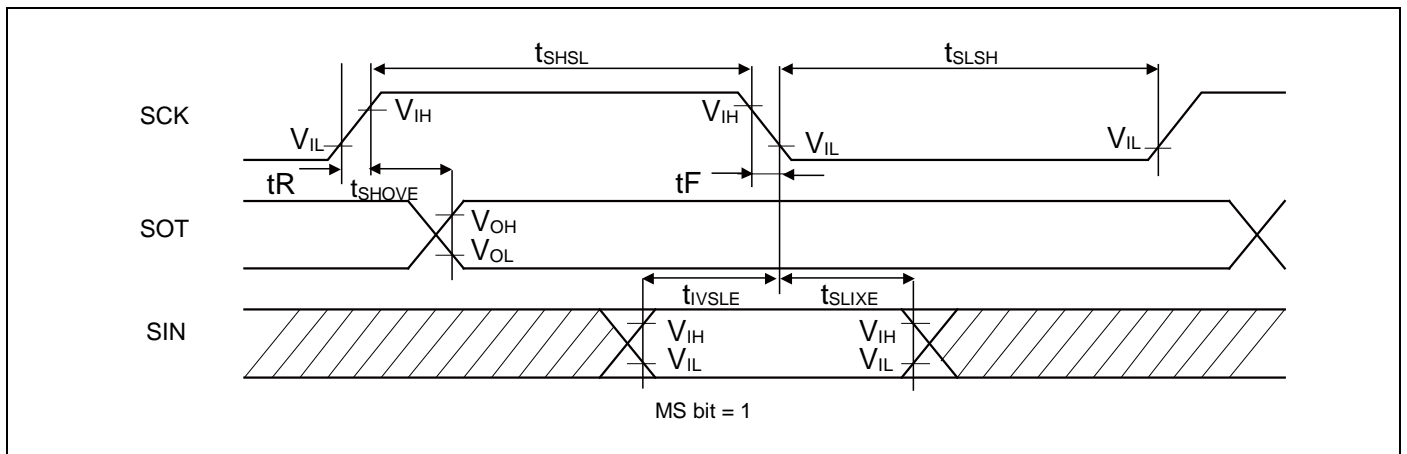 tSHSL tSLSH
SCK VIH VIH
VIL VIL VIL
tR tSHOVE tF
SOT VOH
VOL
tIVSLE tSLIXE
SIN VIH VIH
VIL VIL
MS bit = 1